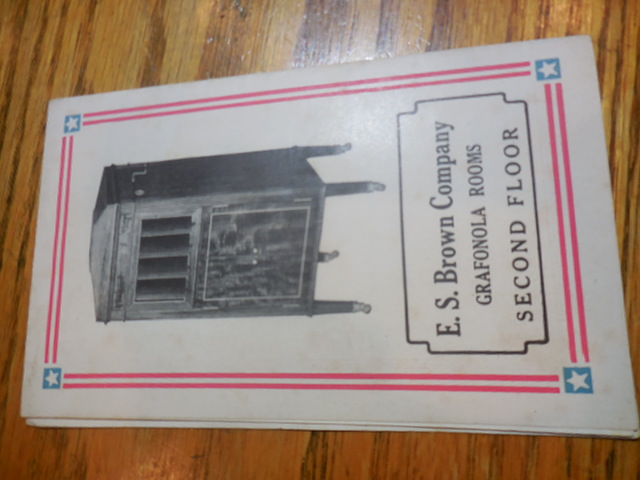 E. S. Brown Company
GRAFONOLA ROOMS
SECOND FLOOR